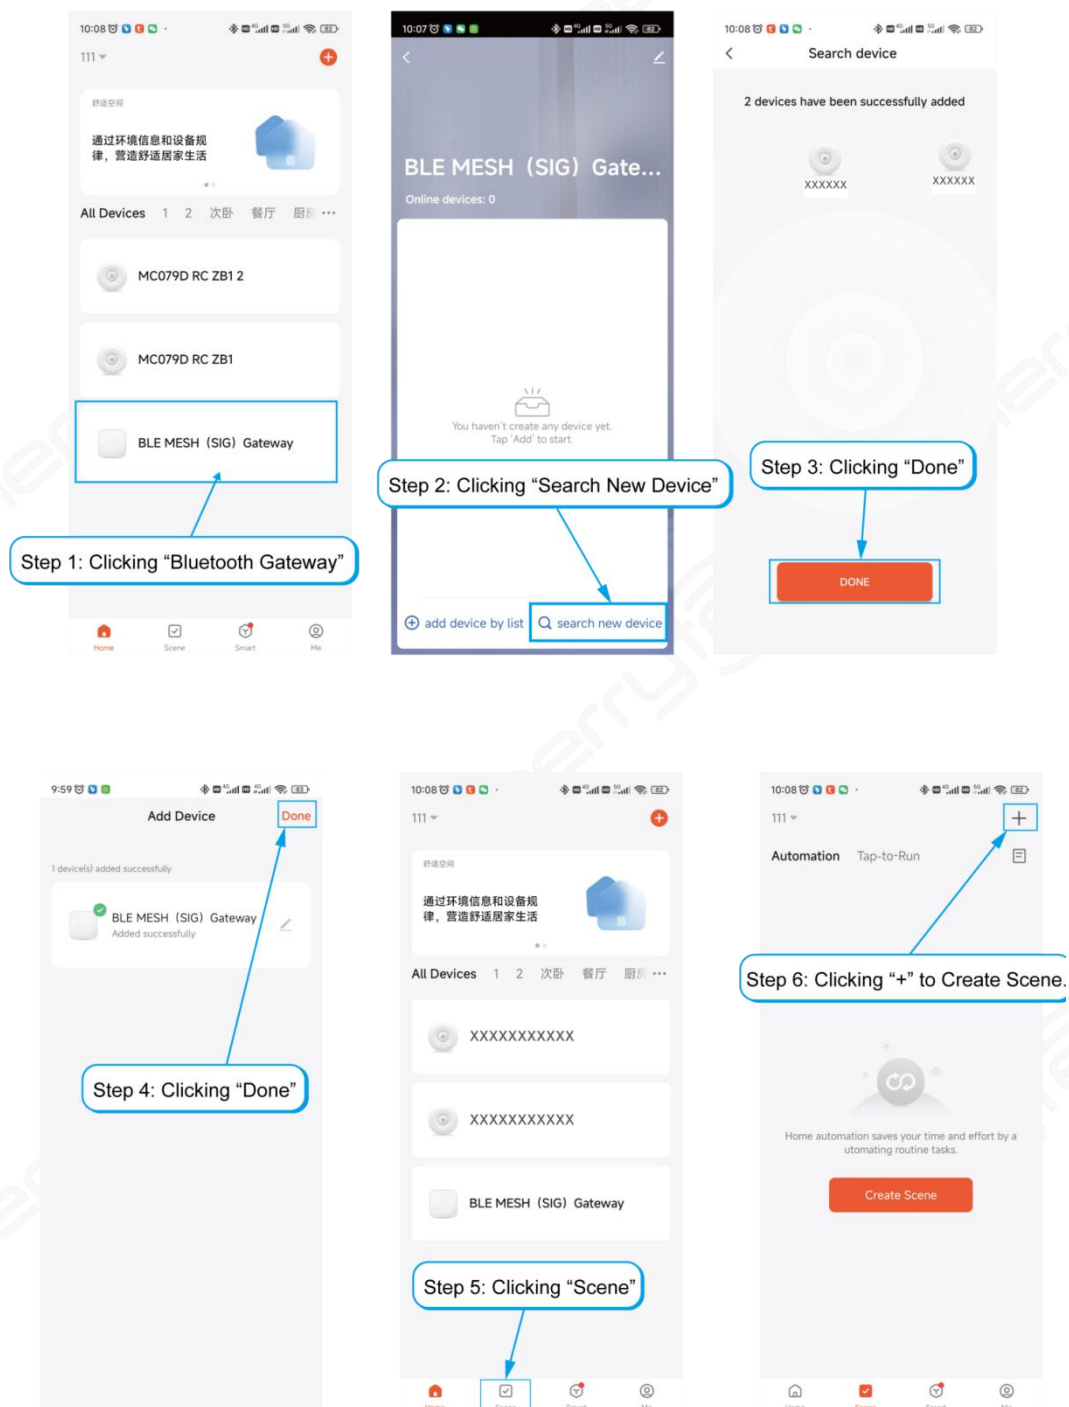 10:08
111
舒适空间
通过环境信息和设备规
律，营造舒适居家生活
All Devices 1 2 次卧 餐厅 厨房
MC079D RC ZB1 2
MC079D RC ZB1
BLE MESH (SIG) Gateway
Step 1: Clicking “Bluetooth Gateway”
Home Scene Smart Me
10:07
BLE MESH (SIG) Gate...
Online devices: 0
You haven't create any device yet.
Tap 'Add' to start.
Step 2: Clicking “Search New Device”
add device by list search new device
10:08
Search device
2 devices have been successfully added
XXXXXX XXXXXX
Step 3: Clicking “Done”
DONE
9:59
Add Device Done
1 device(s) added successfully
BLE MESH (SIG) Gateway
Added successfully
Step 4: Clicking “Done”
10:08
111
舒适空间
通过环境信息和设备规
律，营造舒适居家生活
All Devices 1 2 次卧 餐厅 厨房
XXXXXXXXXXX
XXXXXXXXXXX
BLE MESH (SIG) Gateway
Step 5: Clicking “Scene”
10:08
111
Automation Tap-to-Run
Step 6: Clicking “+” to Create Scene.
Home automation saves your time and effort by a
utomating routine tasks.
Create Scene